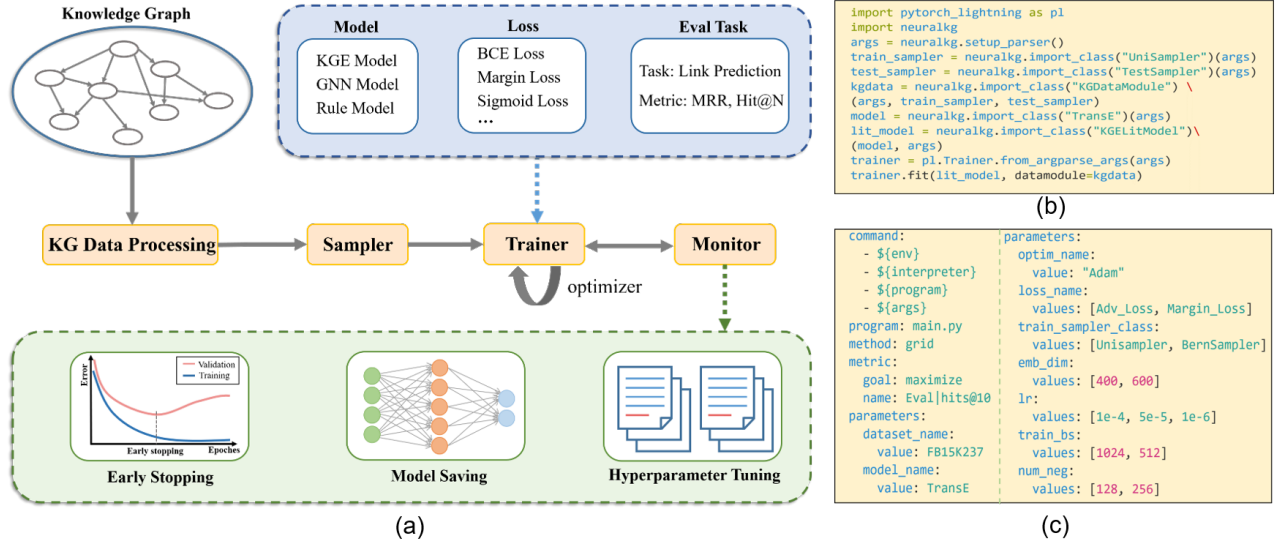 Knowledge Graph
Model
KGE Model
GNN Model
Rule Model
Loss
BCE Loss
Margin Loss
Sigmoid Loss
...
Eval Task
Task: Link Prediction
Metric: MRR, Hit@N
KG Data Processing
Sampler
Trainer
Monitor
optimizer
Error
Validation
Training
Early stopping
Epoches
Early Stopping
Model Saving
Hyperparameter Tuning
(a)
import pytorch_lightning as pl
import neuralkg
args = neuralkg.setup_parser()
train_sampler = neuralkg.import_class("UniSampler")(args)
test_sampler = neuralkg.import_class("TestSampler")(args)
kgdata = neuralkg.import_class("KGDataModule") \
(args, train_sampler, test_sampler)
model = neuralkg.import_class("TransE")(args)
lit_model = neuralkg.import_class("KGELitModel")\
(model, args)
trainer = pl.Trainer.from_argparse_args(args)
trainer.fit(lit_model, datamodule=kgdata)
(b)
command:
- ${env}
- ${interpreter}
- ${program}
- ${args}
program: main.py
method: grid
metric:
goal: maximize
name: Eval|hits@10
parameters:
dataset_name:
value: FB15K237
model_name:
value: TransE
parameters:
optim_name:
value: "Adam"
loss_name:
values: [Adv_Loss, Margin_Loss]
train_sampler_class:
values: [Unisampler, BernSampler]
emb_dim:
values: [400, 600]
lr:
values: [1e-4, 5e-5, 1e-6]
train_bs:
values: [1024, 512]
num_neg:
values: [128, 256]
(c)